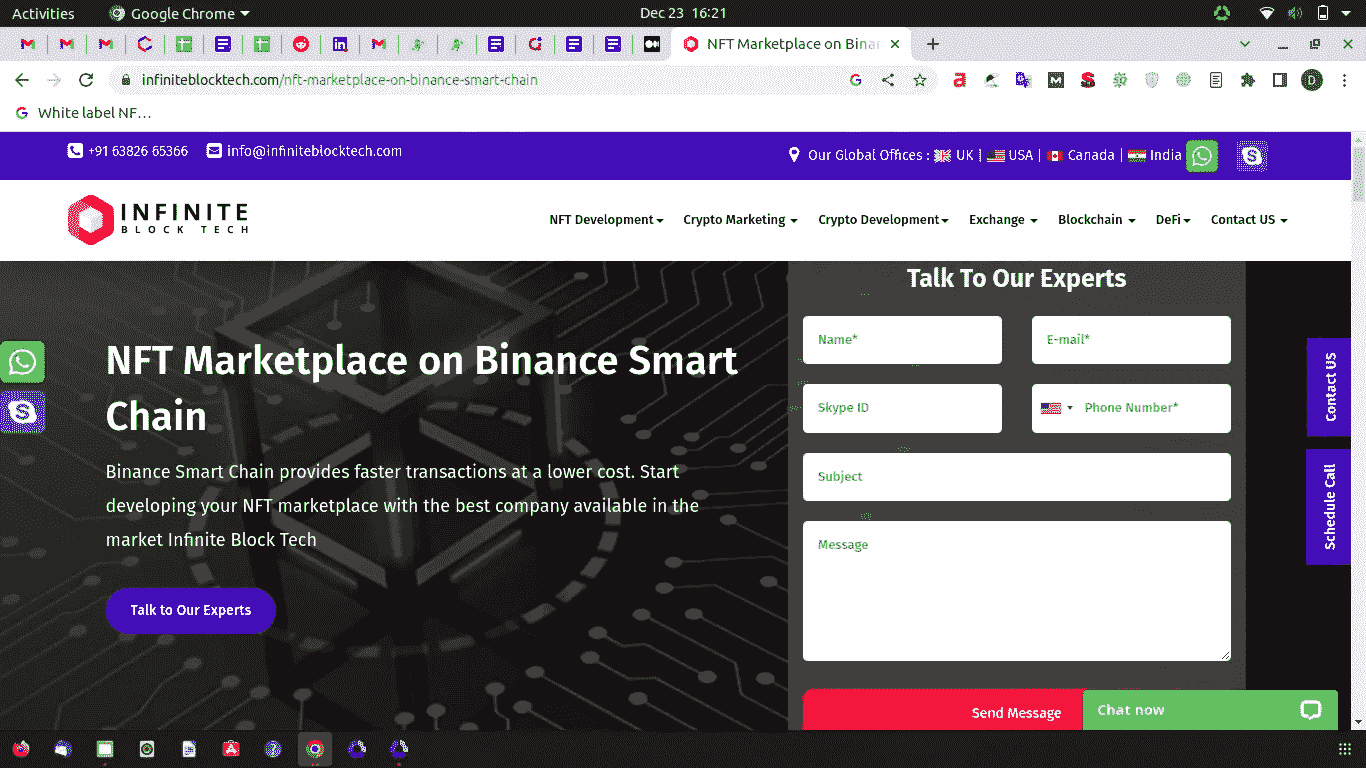 Activities
Google Chrome
Dec 23 16:21
NFT Marketplace on Binar
infiniteblocktech.com/nft-marketplace-on-binance-smart-chain
White label NF…
+91 63826 65366
info@infiniteblocktech.com
Our Global Offices : UK | USA | Canada | India
INFINITE
BLOCK TECH
NFT Development
Crypto Marketing
Crypto Development
Exchange
Blockchain
DeFi
Contact US
Talk To Our Experts
NFT Marketplace on Binance Smart
Chain
Binance Smart Chain provides faster transactions at a lower cost. Start
developing your NFT marketplace with the best company available in the
market Infinite Block Tech
Talk to Our Experts
Name*
E-mail*
Skype ID
Phone Number*
Subject
Message
Send Message
Contact US
Schedule Call
Chat now